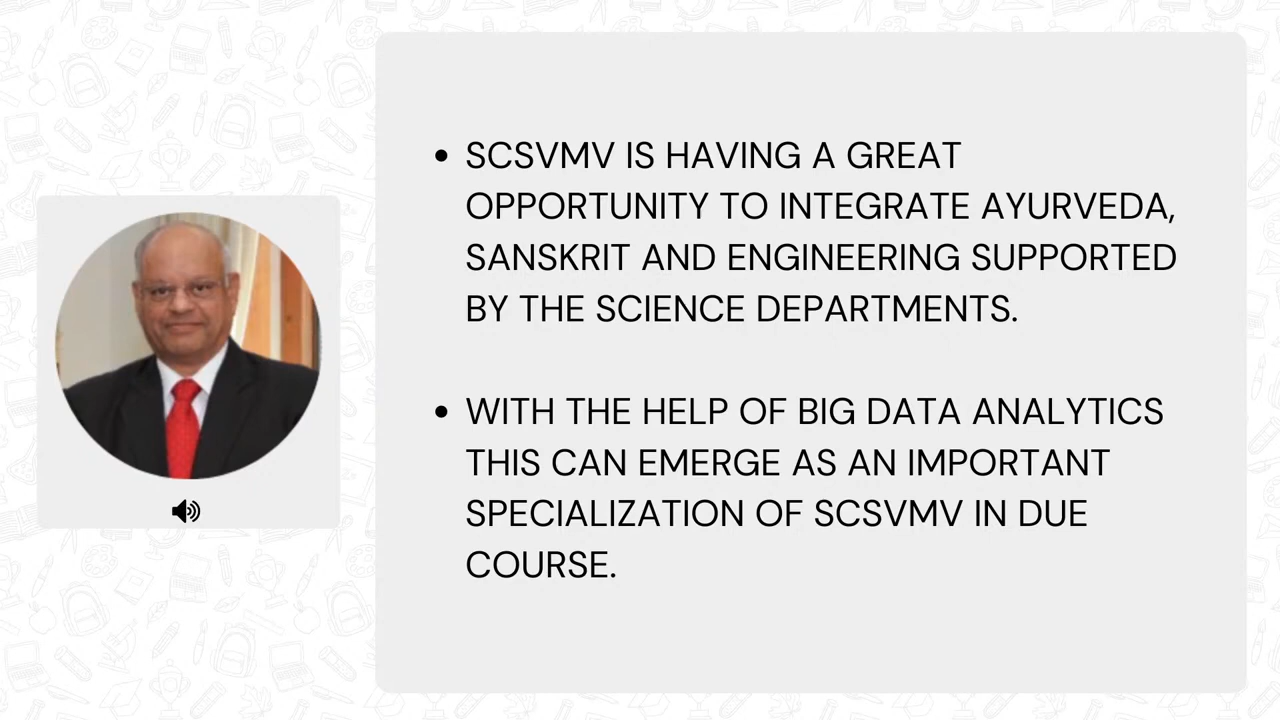 SCSVMV IS HAVING A GREAT
OPPORTUNITY TO INTEGRATE AYURVEDA,
SANSKRIT AND ENGINEERING SUPPORTED
BY THE SCIENCE DEPARTMENTS.
WITH THE HELP OF BIG DATA ANALYTICS
THIS CAN EMERGE AS AN IMPORTANT
SPECIALIZATION OF SCSVMV IN DUE
COURSE.